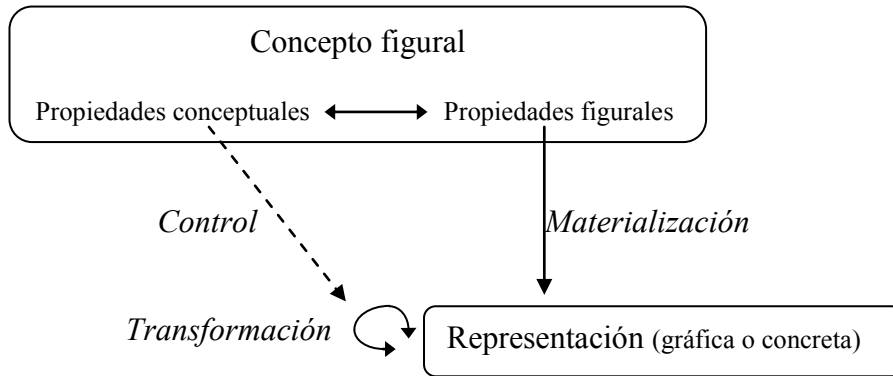 Concepto figural
Propiedades conceptuales Propiedades figurales
Control Materialización
Transformación Representación (gráfica o concreta)